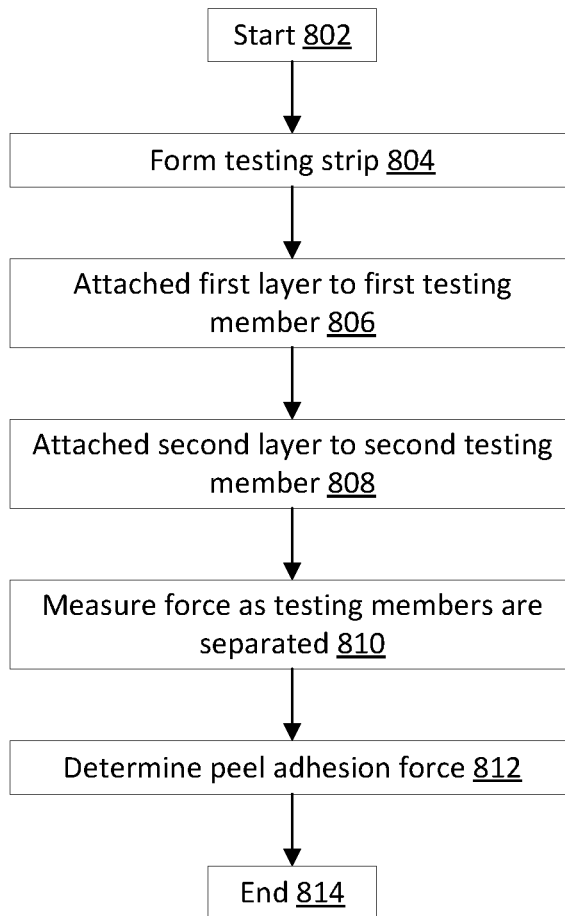 Start 802
Form testing strip 804
Attached first layer to first testing
member 806
Attached second layer to second testing
member 808
Measure force as testing members are
separated 810
Determine peel adhesion force 812
End 814